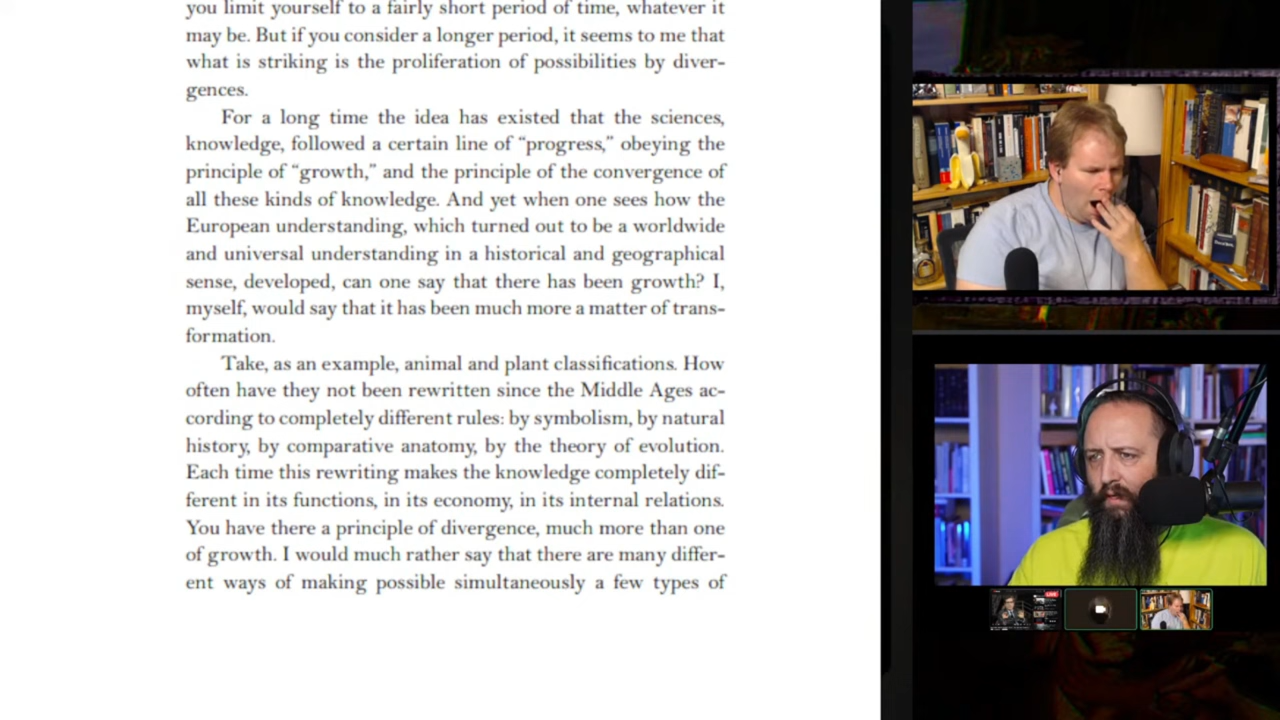 you limit yourself to a fairly short period of time, whatever it
may be. But if you consider a longer period, it seems to me that
what is striking is the proliferation of possibilities by diver-
gences.
For a long time the idea has existed that the sciences,
knowledge, followed a certain line of “progress,” obeying the
principle of “growth,” and the principle of the convergence of
all these kinds of knowledge. And yet when one sees how the
European understanding, which turned out to be a worldwide
and universal understanding in a historical and geographical
sense, developed, can one say that there has been growth? I,
myself, would say that it has been much more a matter of trans-
formation.
Take, as an example, animal and plant classifications. How
often have they not been rewritten since the Middle Ages ac-
cording to completely different rules: by symbolism, by natural
history, by comparative anatomy, by the theory of evolution.
Each time this rewriting makes the knowledge completely dif-
ferent in its functions, in its economy, in its internal relations.
You have there a principle of divergence, much more than one
of growth. I would much rather say that there are many differ-
ent ways of making possible simultaneously a few types of
LIVE